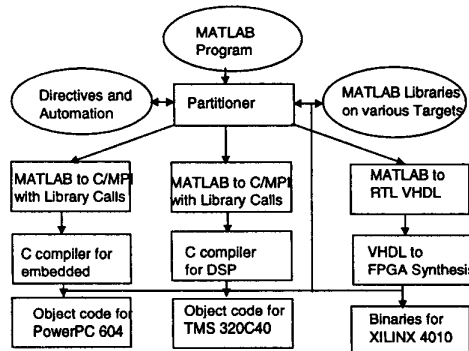 MATLAB
Program
Directives and
Automation
Partitioner
MATLAB Libraries
on various Targets
MATLAB to C/MPI
with Library Calls
MATLAB to C/MPI
with Library Calls
MATLAB to
RTL VHDL
C compiler for
embedded
C compiler
for DSP
VHDL to
FPGA Synthesis
Object code for
PowerPC 604
Object code for
TMS 320C40
Binaries for
XILINX 4010